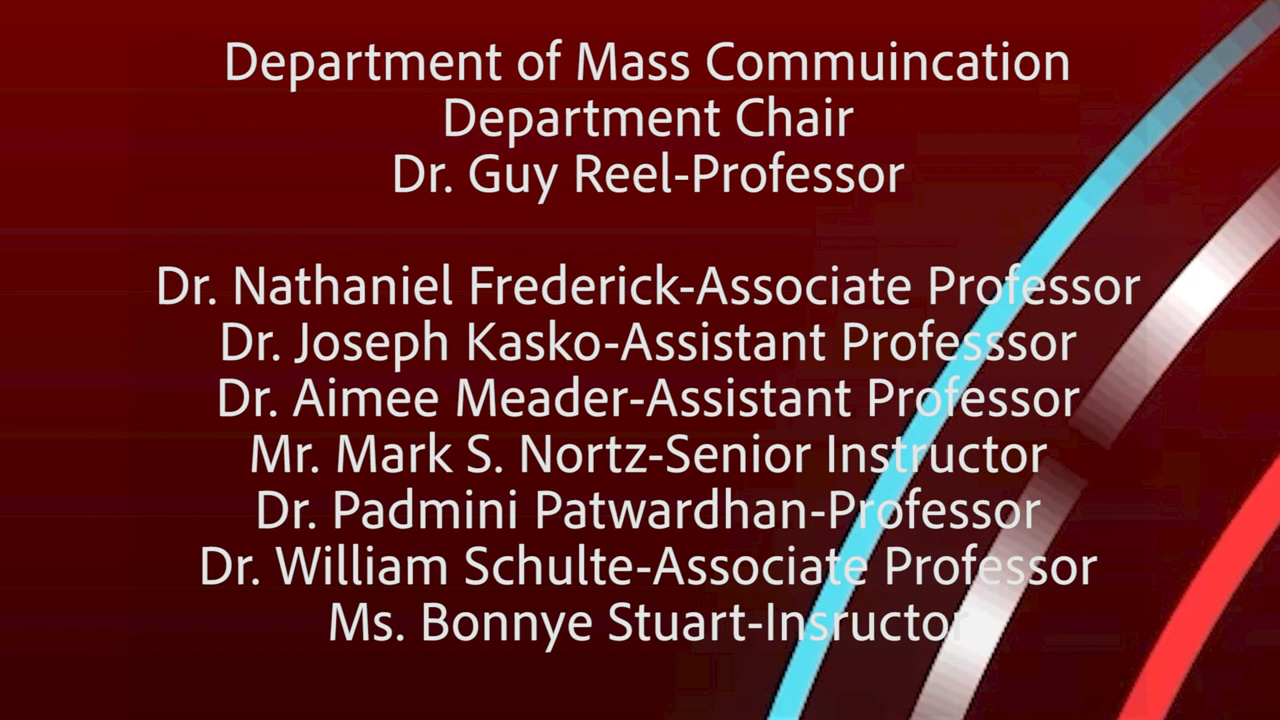 Department of Mass Commuincation
Department Chair
Dr. Guy Reel-Professor
Dr. Nathaniel Frederick-Associate Professor
Dr. Joseph Kasko-Assistant Professsor
Dr. Aimee Meader-Assistant Professor
Mr. Mark S. Nortz-Senior Instructor
Dr. Padmini Patwardhan-Professor
Dr. William Schulte-Associate Professor
Ms. Bonnye Stuart-Insructor